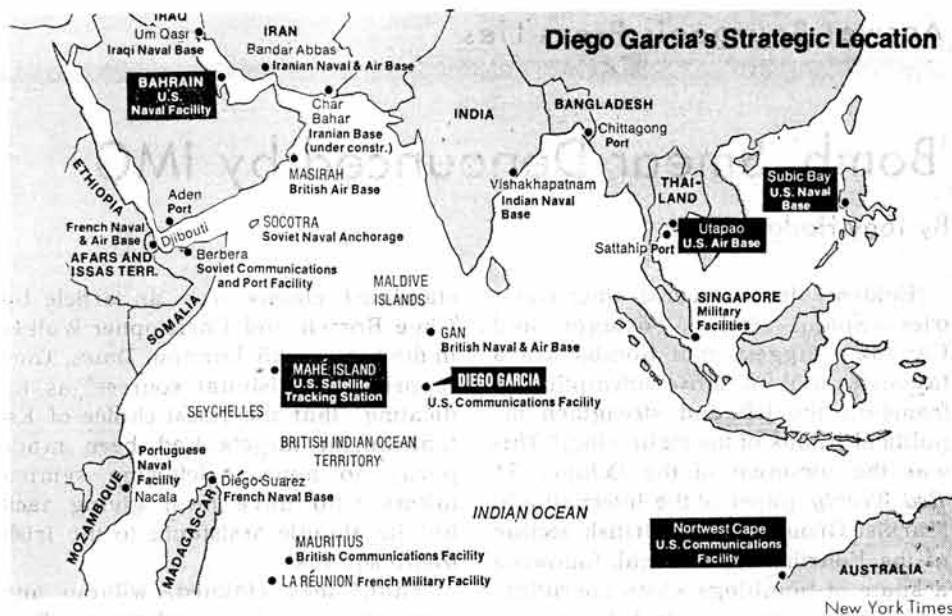 Diego Garcia's Strategic Location
IRAQ
Um Qasr
Iraqi Naval Base
IRAN
Bandar Abbas
Iranian Naval & Air Base
BAHRAIN
U.S.
Naval Facility
Char
Bahar
Iranian Base
(under constr.)
INDIA
BANGLADESH
Chittagong
Port
MASIRAH
British Air Base
Vishakhapatnam
Indian Naval
Base
THAI-
LAND
Subic Bay
U.S. Naval
Base
ETHIOPIA
Aden
Port
French Naval
& Air Base
Djibouti
AFARS AND
ISSAS TERR.
SOCOTRA
Soviet Naval Anchorage
Berbera
Soviet Communications
and Port Facility
Utapao
U.S. Air Base
Sattahip Port
SOMALIA
MALDIVE
ISLANDS
SINGAPORE
Military
Facilities
GAN
British Naval & Air Base
MAHE ISLAND
U.S. Satellite
Tracking Station
DIEGO GARCIA
U.S. Communications Facility
SEYCHELLES
BRITISH INDIAN OCEAN
TERRITORY
Portuguese
Naval
Facility
Nacala
MOZAMBIQUE
Diego-Suarez
French Naval Base
MADAGASCAR
INDIAN OCEAN
MAURITIUS
British Communications Facility
LA RÉUNION French Military Facility
Nortwest Cape
U.S. Communications
Facility
AUSTRALIA
New York Times